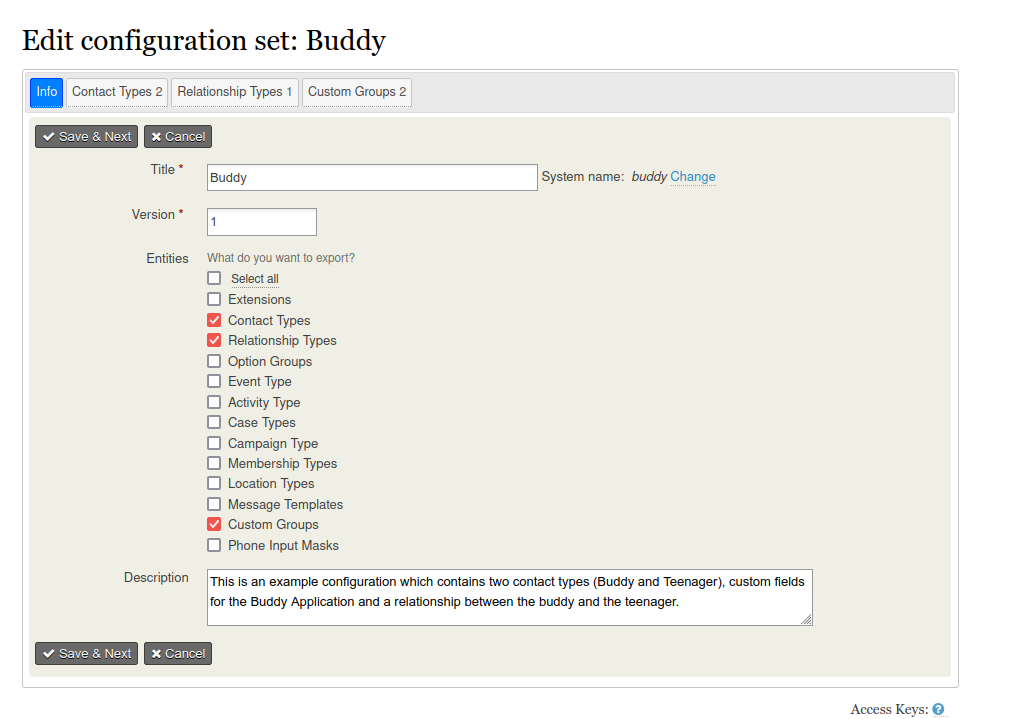 Edit configuration set: Buddy
Info Contact Types 2 Relationship Types 1 Custom Groups 2
Save & Next Cancel
Title * Buddy System name: buddy Change
Version * 1
Entities What do you want to export?
Select all
Extensions
Contact Types
Relationship Types
Option Groups
Event Type
Activity Type
Case Types
Campaign Type
Membership Types
Location Types
Message Templates
Custom Groups
Phone Input Masks
Description This is an example configuration which contains two contact types (Buddy and Teenager), custom fields
for the Buddy Application and a relationship between the buddy and the teenager.
Save & Next Cancel
Access Keys: ?